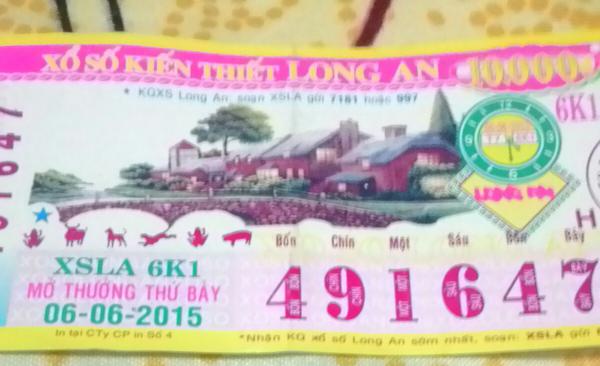 XỔ SỐ KIẾN THIẾT LONG AN 10.000đ
* KQXS Long An: soạn XSLA gửi 7181 hoặc 997
6K1
Bốn Chín Một Sáu Bốn Bảy
XSLA 6K1
491647
MỞ THƯỞNG THỨ BẢY
06-06-2015
In tại CTy CP in Số 4
*Nhận KQ xổ số Long An sớm nhất, soạn: XSLA gửi